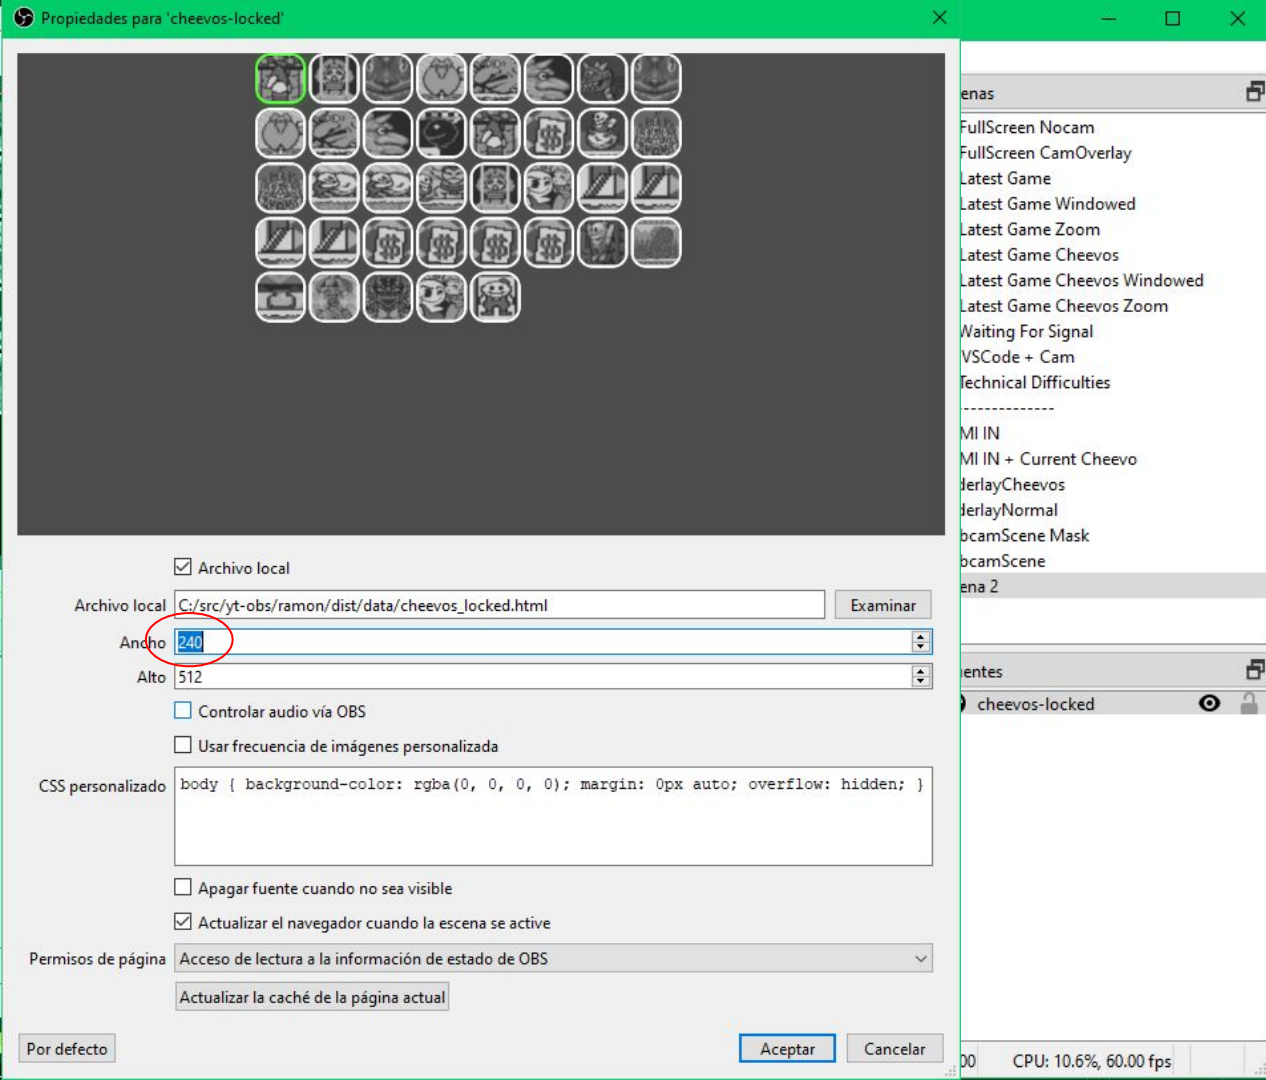 Propiedades para 'cheevos-locked'
enas
FullScreen Nocam
FullScreen CamOverlay
Latest Game
Latest Game Windowed
Latest Game Zoom
Latest Game Cheevos
Latest Game Cheevos Windowed
Latest Game Cheevos Zoom
Waiting For Signal
VSCode + Cam
Technical Difficulties
-------------
MI IN
MI IN + Current Cheevo
derlayCheevos
derlayNormal
bcamScene Mask
bcamScene
ena 2
Archivo local
Archivo local C:/src/yt-obs/ramon/dist/data/cheevos_locked.html Examinar
Ancho 240
Alto 512
entes
cheevos-locked
Controlar audio vía OBS
Usar frecuencia de imágenes personalizada
CSS personalizado body { background-color: rgba(0, 0, 0, 0); margin: 0px auto; overflow: hidden; }
Apagar fuente cuando no sea visible
Actualizar el navegador cuando la escena se active
Permisos de página Acceso de lectura a la información de estado de OBS
Actualizar la caché de la página actual
Por defecto Aceptar Cancelar
00 CPU: 10.6%, 60.00 fps